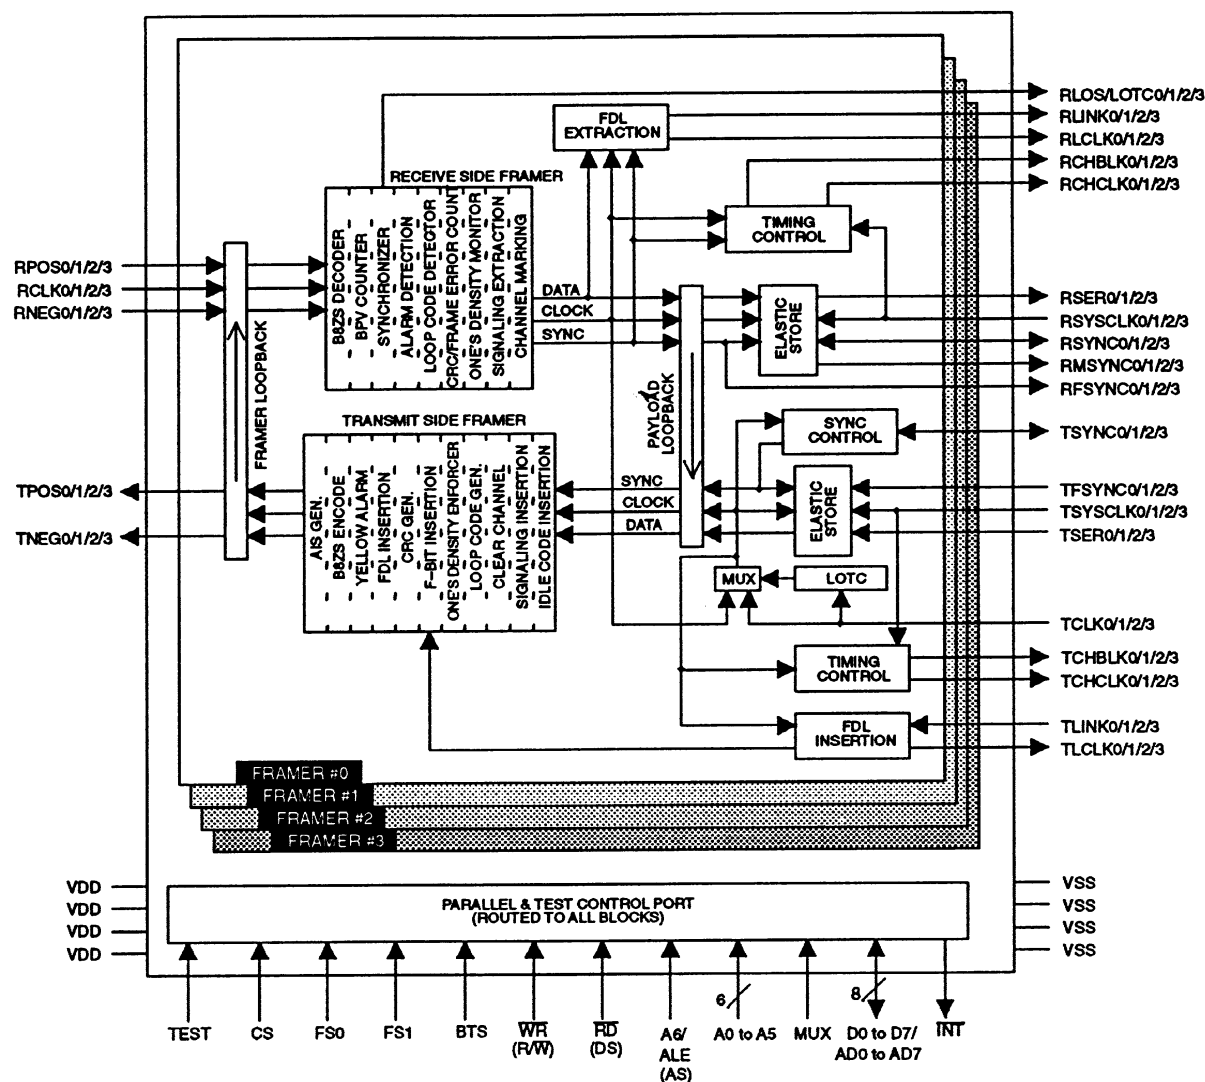 RLOS/LOTC0/1/2/3
RLINK0/1/2/3
RLCLK0/1/2/3
RCHBLK0/1/2/3
RCHCLK0/1/2/3
FDL
EXTRACTION
RECEIVE SIDE FRAMER
B8ZS DECODER
BPV COUNTER
SYNCHRONIZER
ALARM DETECTION
LOOP CODE DETECTOR
CRC/FRAME ERROR COUNT
ONE'S DENSITY MONITOR
SIGNALING EXTRACTION
CHANNEL MARKING
TIMING
CONTROL
RPOS0/1/2/3
RCLK0/1/2/3
RNEG0/1/2/3
FRAMER LOOPBACK
DATA
CLOCK
SYNC
PAYLOAD
LOOPBACK
ELASTIC
STORE
RSER0/1/2/3
RSYSCLK0/1/2/3
RSYNC0/1/2/3
RMSYNC0/1/2/3
RFSYNC0/1/2/3
TRANSMIT SIDE FRAMER
AIS GEN.
B8ZS ENCODE
YELLOW ALARM
FDL INSERTION
CRC GEN.
F-BIT INSERTION
ONE'S DENSITY ENFORCER
LOOP CODE GEN.
CLEAR CHANNEL
SIGNALING INSERTION
IDLE CODE INSERTION
SYNC
CONTROL
TSYNC0/1/2/3
TPOS0/1/2/3
TNEG0/1/2/3
SYNC
CLOCK
DATA
ELASTIC
STORE
TFSYNC0/1/2/3
TSYSCLK0/1/2/3
TSER0/1/2/3
MUX
LOTC
TCLK0/1/2/3
TIMING
CONTROL
TCHBLK0/1/2/3
TCHCLK0/1/2/3
FDL
INSERTION
TLINK0/1/2/3
TLCLK0/1/2/3
FRAMER #0
FRAMER #1
FRAMER #2
FRAMER #3
VDD
VDD
VDD
VDD
PARALLEL & TEST CONTROL PORT
(ROUTED TO ALL BLOCKS)
VSS
VSS
VSS
VSS
6
8
TEST
CS
FS0
FS1
BTS
W̅R̅
(R/W̅)
R̅D̅
(DS)
A6/
ALE
(AS)
A0 to A5
MUX
D0 to D7/
AD0 to AD7
I̅N̅T̅